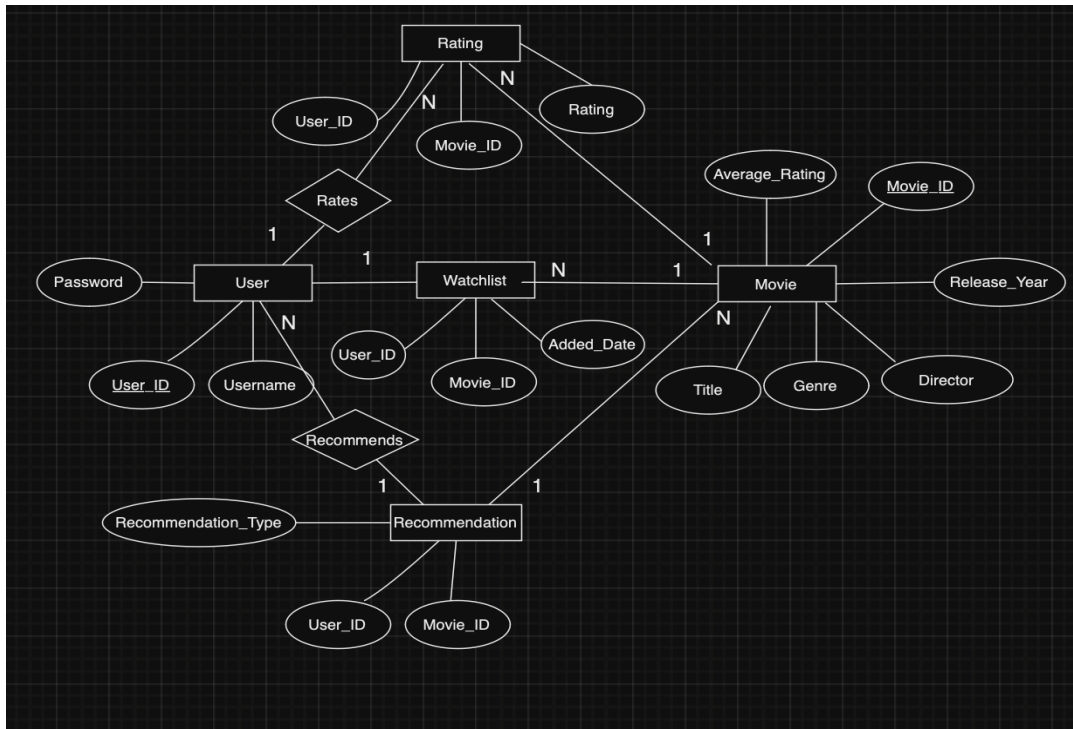 Rating
N
N
Rating
User_ID
Movie_ID
Average_Rating
Movie_ID
Rates
1
1
Password
User
1
Watchlist
N
1
Movie
Release_Year
N
N
User_ID
Added_Date
User_ID
Username
Movie_ID
Title
Genre
Director
Recommends
1
1
Recommendation_Type
Recommendation
User_ID
Movie_ID